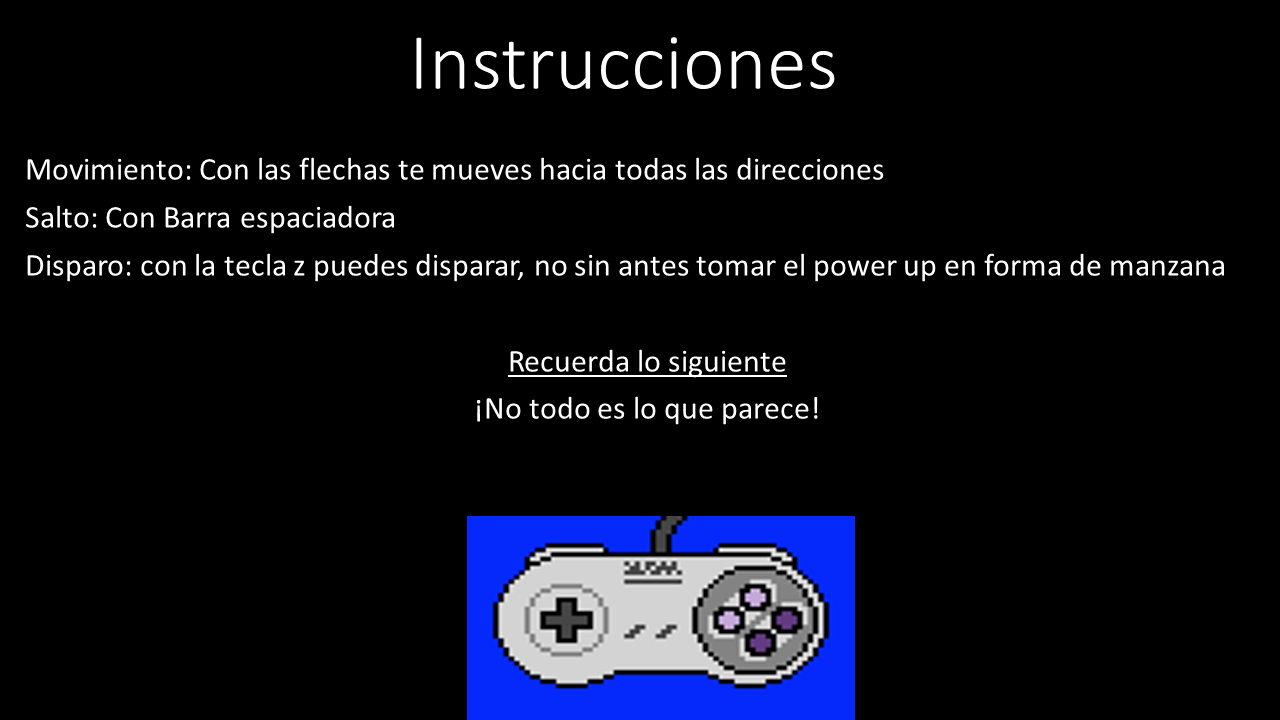 Instrucciones
Movimiento: Con las flechas te mueves hacia todas las direcciones
Salto: Con Barra espaciadora
Disparo: con la tecla z puedes disparar, no sin antes tomar el power up en forma de manzana
Recuerda lo siguiente
¡No todo es lo que parece!